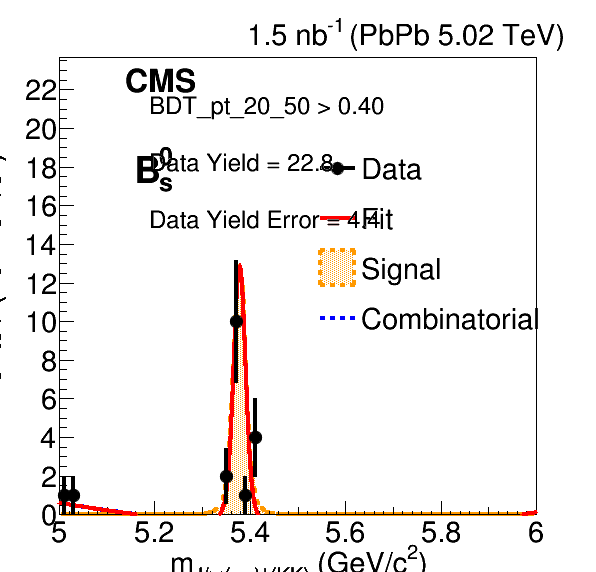 1.5 nb-1 (PbPb 5.02 TeV)
CMS
BDT_pt_20_50 > 0.40
B0s
Data Yield = 22.8
Data
Data Yield Error = 4.4
Fit
Signal
Combinatorial
22
20
18
16
14
12
10
8
6
4
2
0
5 5.2 5.4 5.6 5.8 6
m (GeV/c2)